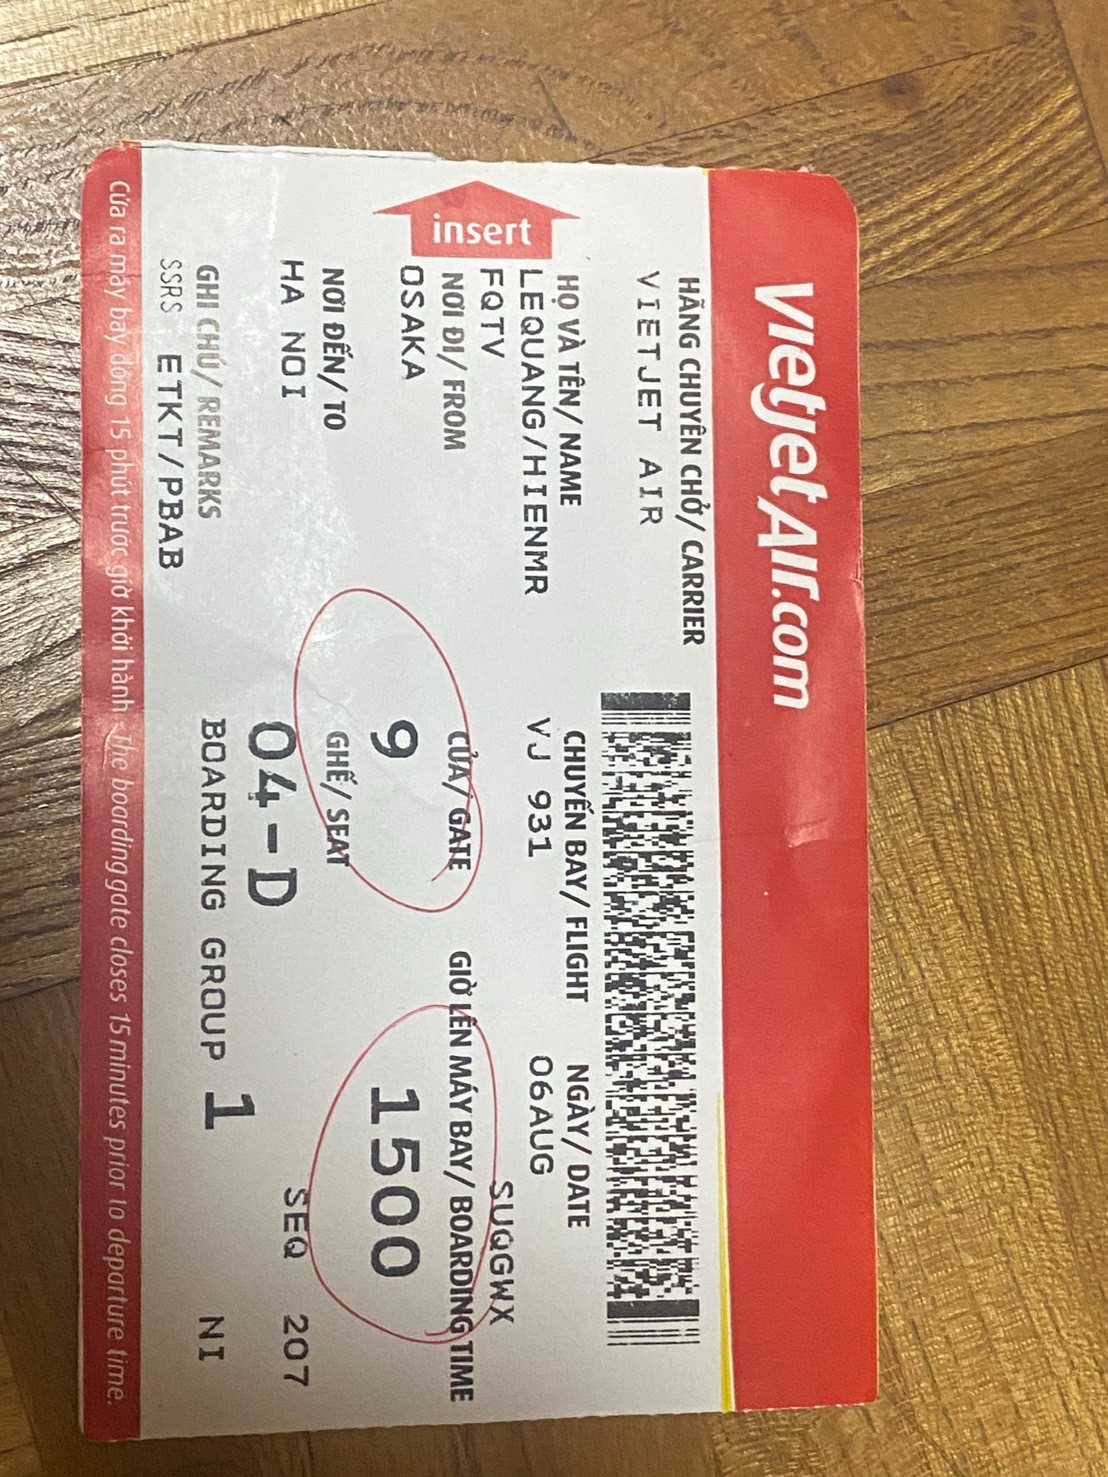 vietjetAir.com
HÃNG CHUYÊN CHỞ/ CARRIER
VIETJET AIR
HỌ VÀ TÊN/ NAME
LEQUANG/HIENMR
FQTV
NƠI ĐI/ FROM
OSAKA
NƠI ĐẾN/ TO
HA NOI
GHI CHÚ/ REMARKS
SSRS ETKT/PBAB
insert
CHUYẾN BAY/ FLIGHT NGÀY/ DATE
VJ 931 06AUG
SUQGWX
CỬA/ GATE GIỜ LÊN MÁY BAY/ BOARDING TIME
9 1500
GHẾ/ SEAT
SEQ 207
04-D
BOARDING GROUP 1 NI
Cửa ra máy bay đóng 15 phút trước giờ khởi hành - The boarding gate closes 15 minutes prior to departure time.